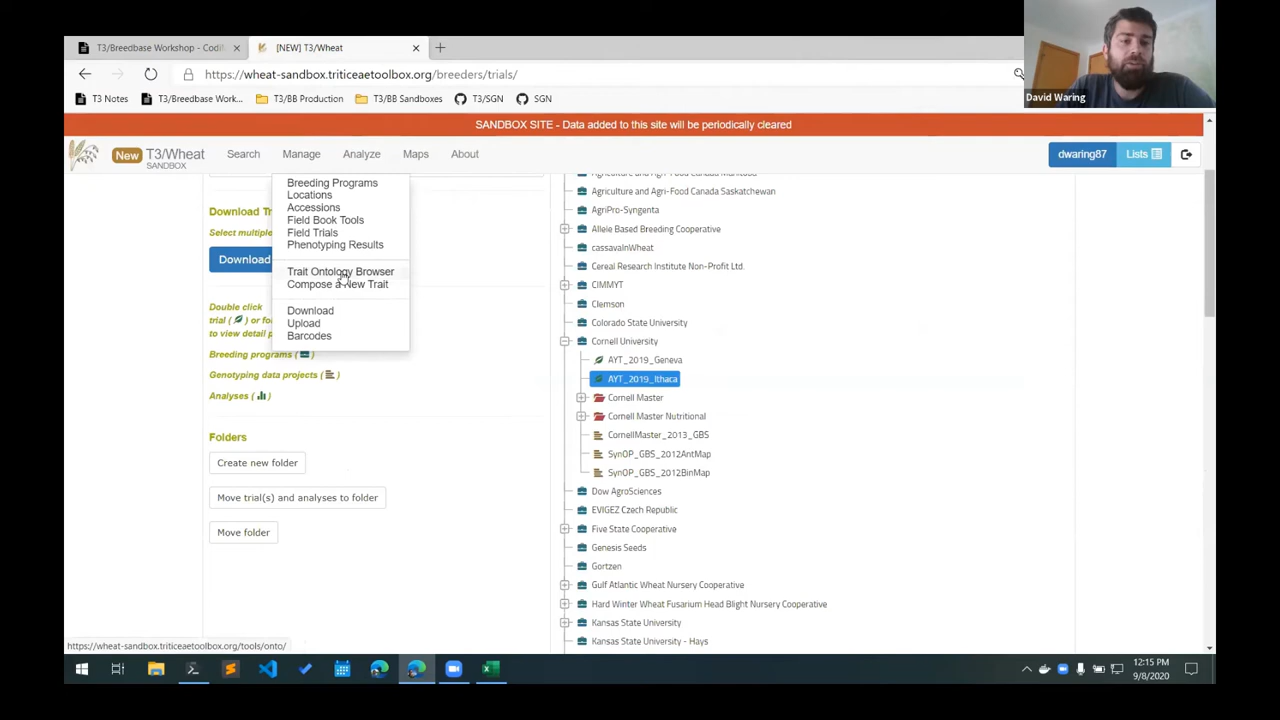 T3/Breedbase Workshop - CodiM
[NEW] T3/Wheat
https://wheat-sandbox.triticeaetoolbox.org/breeders/trials/
T3 Notes
T3/Breedbase Work...
T3/BB Production
T3/BB Sandboxes
T3/SGN
SGN
David Waring
SANDBOX SITE - Data added to this site will be periodically cleared
New T3/Wheat
SANDBOX
Search
Manage
Analyze
Maps
About
dwaring87
Lists
Breeding Programs
Locations
Accessions
Field Book Tools
Field Trials
Phenotyping Results
Trait Ontology Browser
Compose a New Trait
Download
Upload
Barcodes
Download Tr
Select multiple
Download
Double click
trial ( ) or fo
to view detail p
Breeding programs ( )
Genotyping data projects ( )
Analyses ( )
Folders
Create new folder
Move trial(s) and analyses to folder
Move folder
Agriculture and Agri-Food Canada Saskatchewan
AgriPro-Syngenta
Allele Based Breeding Cooperative
cassavaInWheat
Cereal Research Institute Non-Profit Ltd.
CIMMYT
Clemson
Colorado State University
Cornell University
AYT_2019_Geneva
AYT_2019_Ithaca
Cornell Master
Cornell Master Nutritional
CornellMaster_2013_GBS
SynOP_GBS_2012AntMap
SynOP_GBS_2012BinMap
Dow AgroSciences
EVIGEZ Czech Republic
Five State Cooperative
Genesis Seeds
Gortzen
Gulf Atlantic Wheat Nursery Cooperative
Hard Winter Wheat Fusarium Head Blight Nursery Cooperative
Kansas State University
Kansas State University - Hays
https://wheat-sandbox.triticeaetoolbox.org/tools/onto/
12:15 PM
9/8/2020